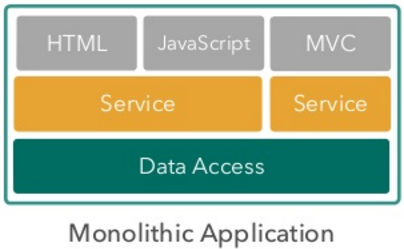 HTML JavaScript MVC
Service Service
Data Access
Monolithic Application